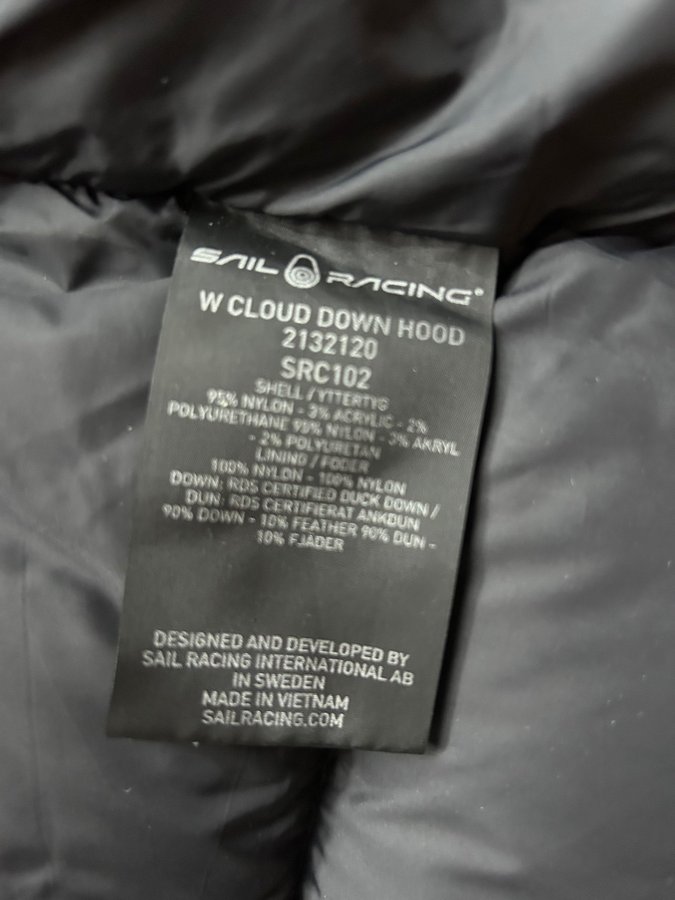 SAIL RACING®
W CLOUD DOWN HOOD
2132120
SRC102
SHELL / YTTERTYG
95% NYLON - 3% ACRYLIC - 2%
POLYURETHANE 95% NYLON - 3% AKRYL
- 2% POLYURETAN
LINING / FODER
100% NYLON - 100% NYLON
DOWN: RDS CERTIFIED DUCK DOWN /
DUN: RDS CERTIFIERAT ANKDUN
90% DOWN - 10% FEATHER 90% DUN -
10% FJÄDER
DESIGNED AND DEVELOPED BY
SAIL RACING INTERNATIONAL AB
IN SWEDEN
MADE IN VIETNAM
SAILRACING.COM